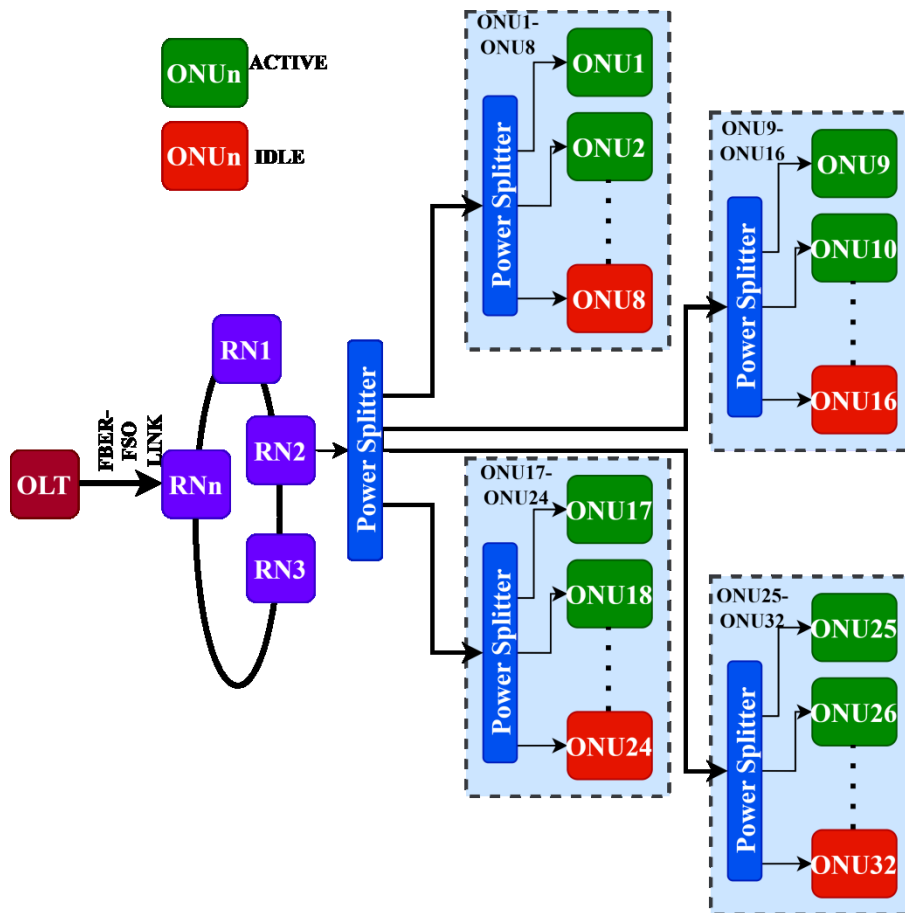 ONUn ACTIVE
ONUn IDLE
OLT
FBER-
FSO
LINK
RN1
RN2
RNn
RN3
Power Splitter
ONU1-
ONU8
Power Splitter
ONU1
ONU2
ONU8
ONU9-
ONU16
Power Splitter
ONU9
ONU10
ONU16
ONU17-
ONU24
Power Splitter
ONU17
ONU18
ONU24
ONU25-
ONU32
Power Splitter
ONU25
ONU26
ONU32